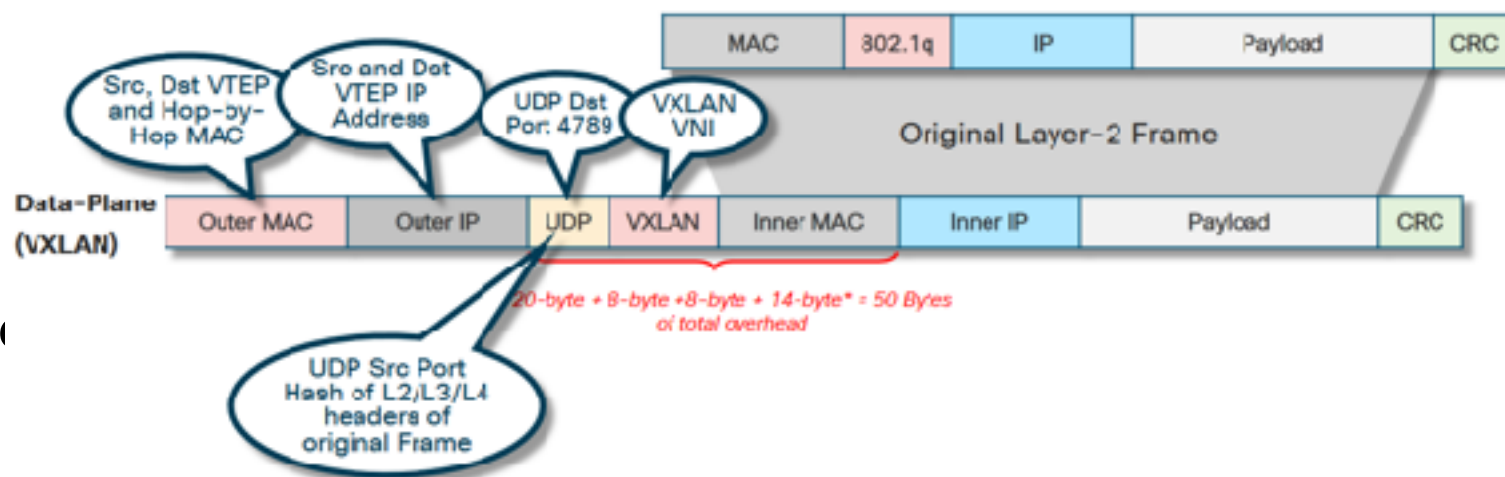 MAC 802.1q IP Payload CRC
Src, Dst VTEP
and Hop-by-
Hop MAC
Src and Dst
VTEP IP
Address
UDP Dst
Port 4789
VXLAN
VNI
Original Layer-2 Frame
Data-Plane
(VXLAN)
Outer MAC Outer IP UDP VXLAN Inner MAC Inner IP Payload CRC
20-byte + 8-byte +8-byte + 14-byte* = 50 Bytes
of total overhead
UDP Src Port
Hash of L2/L3/L4
headers of
original Frame